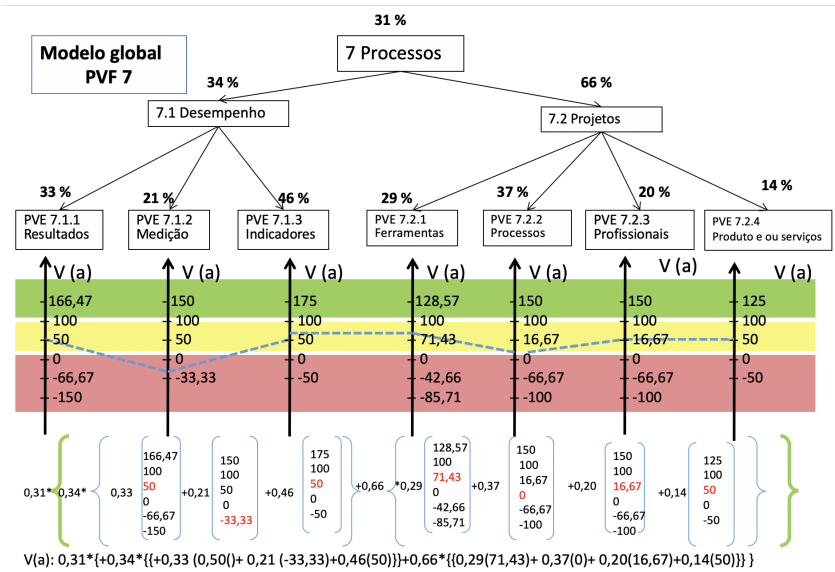 31 %
Modelo global
PVF 7
7 Processos
34 %
66 %
7.1 Desempenho
7.2 Projetos
33 %
21 %
46 %
29 %
37 %
20 %
14 %
PVE 7.1.1
Resultados
PVE 7.1.2
Medição
PVE 7.1.3
Indicadores
PVE 7.2.1
Ferramentas
PVE 7.2.2
Processos
PVE 7.2.3
Profissionais
PVE 7.2.4
Produto e ou serviços
V (a) V (a) V (a) V (a) V (a) V (a) V (a)
166,47 150 175 128,57 150 150 125
100 100 100 100 100 100 100
50 50 50 71,43 16,67 16,67 50
0 0 0 0 0 0 0
-66,67 -33,33 -50 -42,66 -66,67 -66,67 -50
-150 -85,71 -100 -100
0,31* 0,34* 0,33
166,47
100
50
0
-66,67
-150
+0,21
150
100
50
0
-33,33
+0,46
175
100
50
0
-50
+0,66 *0,29
128,57
100
71,43
0
-42,66
-85,71
+0,37
150
100
16,67
0
-66,67
-100
+0,20
150
100
16,67
0
-66,67
-100
+0,14
125
100
50
0
-50
V(a): 0,31*{+0,34*{{+0,33 (0,50()+ 0,21 (-33,33)+0,46(50)}}+0,66*{{0,29(71,43)+ 0,37(0)+ 0,20(16,67)+0,14(50)}} }